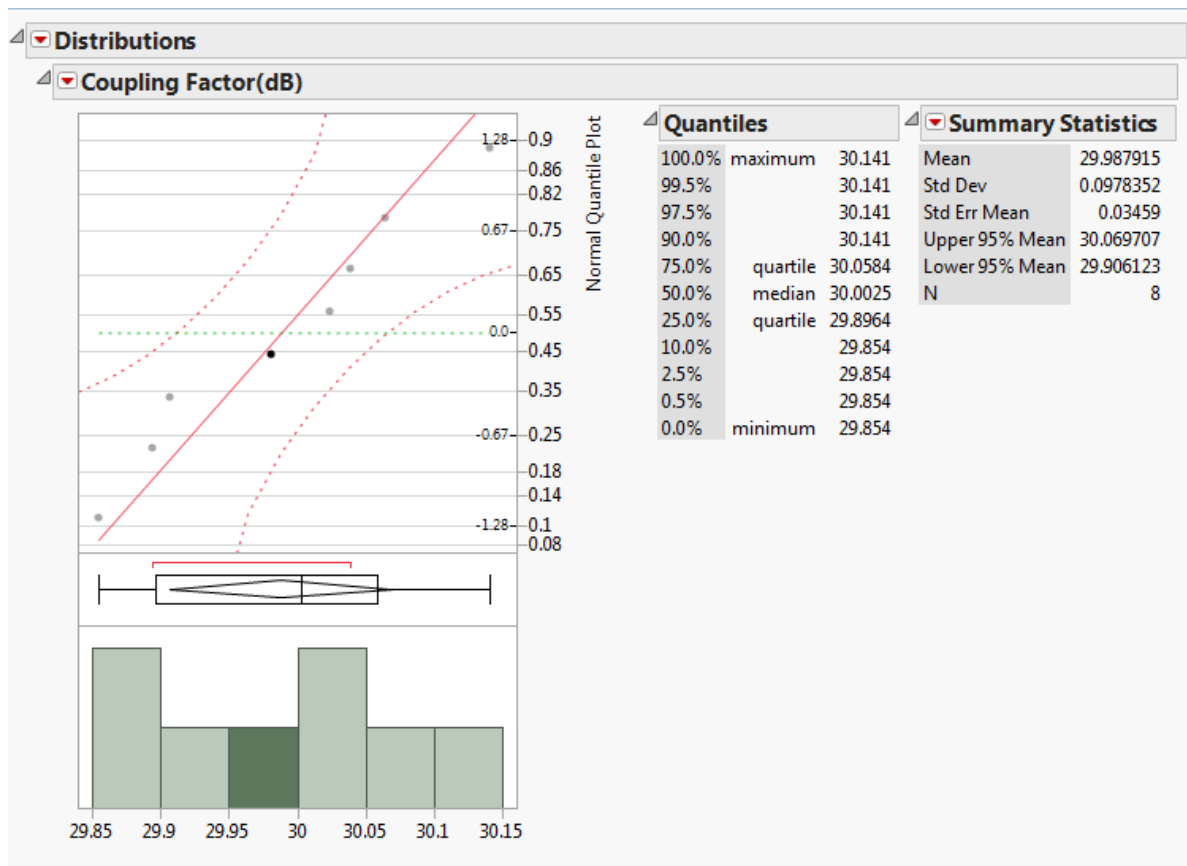 Distributions
Coupling Factor(dB)
1.28 0.9
0.86
0.82
0.67 0.75
0.65
0.55
0.0
0.45
0.35
-0.67 0.25
0.18
0.14
-1.28 0.1
0.08
Normal Quantile Plot
29.85 29.9 29.95 30 30.05 30.1 30.15
Quantiles
100.0% maximum 30.141
99.5% 30.141
97.5% 30.141
90.0% 30.141
75.0% quartile 30.0584
50.0% median 30.0025
25.0% quartile 29.8964
10.0% 29.854
2.5% 29.854
0.5% 29.854
0.0% minimum 29.854
Summary Statistics
Mean 29.987915
Std Dev 0.0978352
Std Err Mean 0.03459
Upper 95% Mean 30.069707
Lower 95% Mean 29.906123
N 8